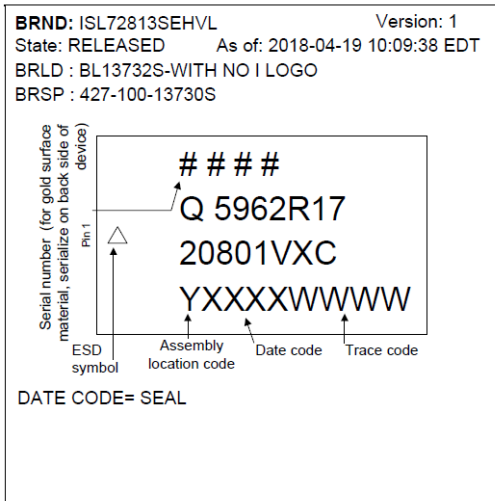 BRND: ISL72813SEHVL Version: 1
State: RELEASED As of: 2018-04-19 10:09:38 EDT
BRLD : BL13732S-WITH NO I LOGO
BRSP : 427-100-13730S
Serial number (for gold surface
material, serialize on back side of
device)
Pin 1
# # # #
Q 5962R17
20801VXC
YXXXXWWWW
ESD
symbol
Assembly
location code
Date code
Trace code
DATE CODE= SEAL